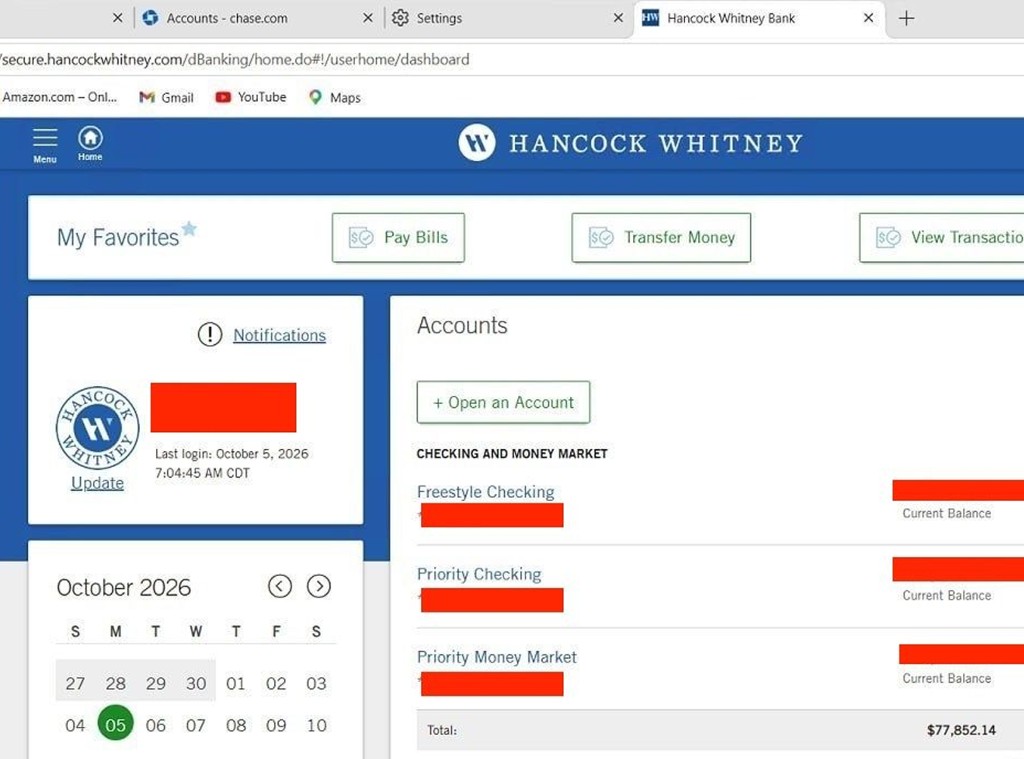 Accounts - chase.com
Settings
HW Hancock Whitney Bank
/secure.hancockwhitney.com/dBanking/home.do#!/userhome/dashboard
Amazon.com – Onl... Gmail YouTube Maps
Menu Home
HANCOCK WHITNEY
My Favorites
Pay Bills
Transfer Money
View Transactio
Notifications
HANCOCK WHITNEY
Last login: October 5, 2026
7:04:45 AM CDT
Update
October 2026
S M T W T F S
27 28 29 30 01 02 03
04 05 06 07 08 09 10
Accounts
+ Open an Account
CHECKING AND MONEY MARKET
Freestyle Checking
Current Balance
Priority Checking
Current Balance
Priority Money Market
Current Balance
Total: $77,852.14